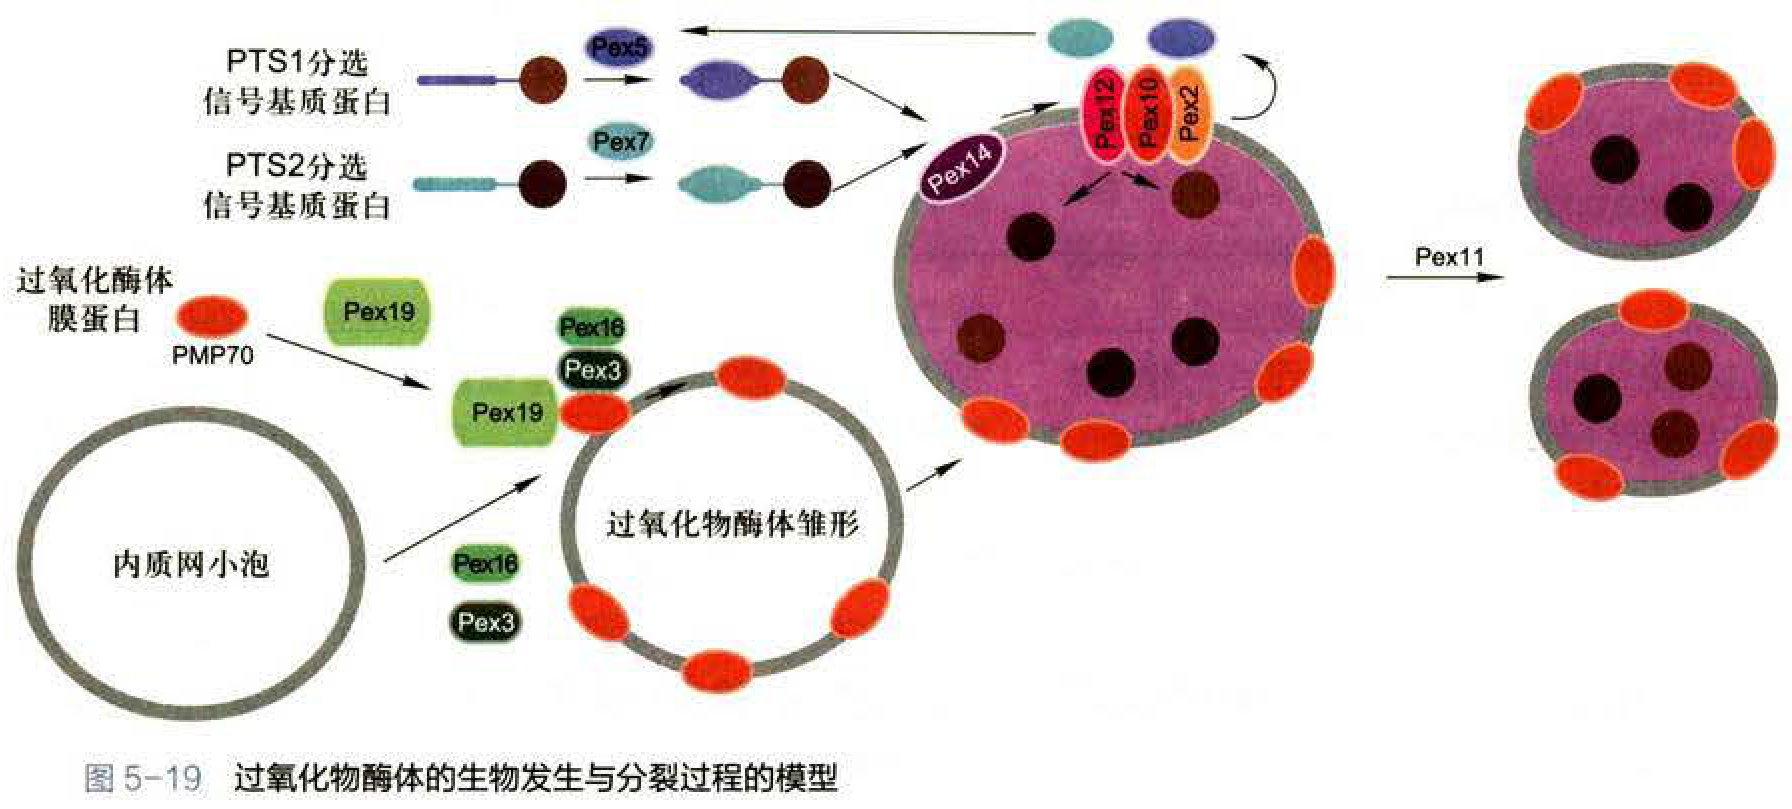 PTS1分选
信号基质蛋白
Pex5
PTS2分选
信号基质蛋白
Pex7
Pex14
Pex12
Pex10
Pex2
Pex11
过氧化酶体
膜蛋白
PMP70
Pex19
Pex16
Pex3
Pex19
内质网小泡
Pex16
Pex3
过氧化物酶体雏形
图 5-19 过氧化物酶体的生物发生与分裂过程的模型